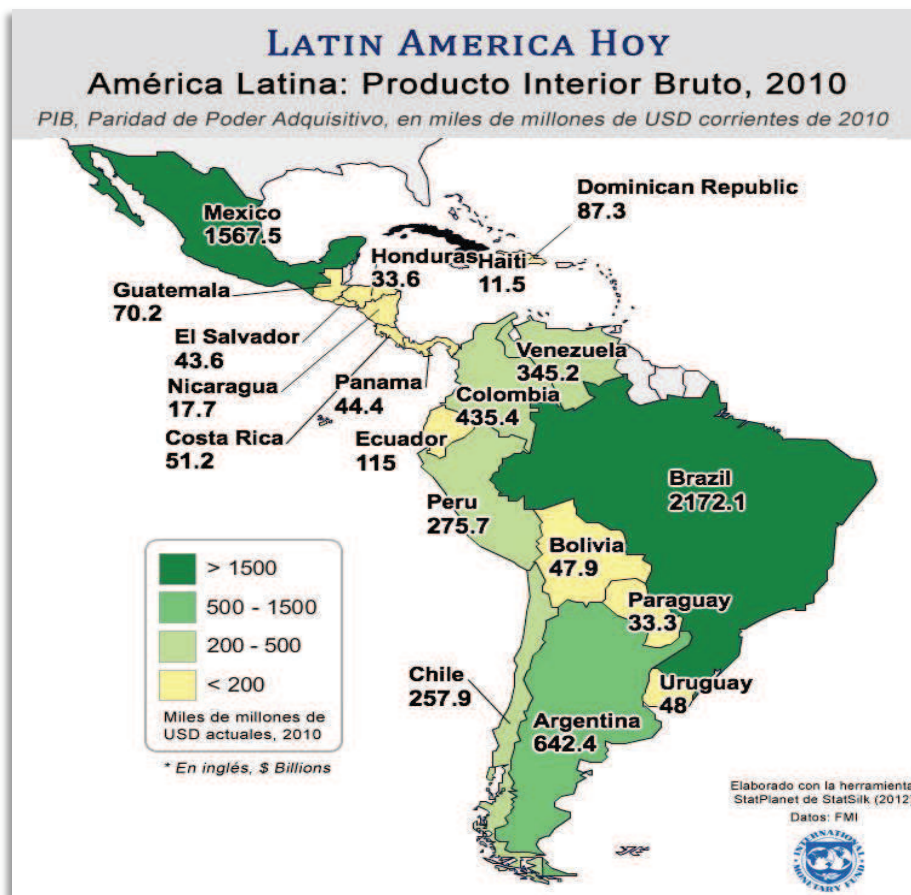 LATIN AMERICA HOY
América Latina: Producto Interior Bruto, 2010
PIB, Paridad de Poder Adquisitivo, en miles de millones de USD corrientes de 2010
Dominican Republic
87.3
Mexico
1567.5
Honduras
33.6
Haiti
11.5
Guatemala
70.2
El Salvador
43.6
Nicaragua
17.7
Costa Rica
51.2
Panama
44.4
Venezuela
345.2
Colombia
435.4
Ecuador
115
Brazil
2172.1
Peru
275.7
Bolivia
47.9
Paraguay
33.3
Chile
257.9
Uruguay
48
Argentina
642.4
> 1500
500 - 1500
200 - 500
< 200
Miles de millones de
USD actuales, 2010
* En inglés, $ Billions
Elaborado con la herramienta
StatPlanet de StatSilk (2012)
Datos: FMI
INTERNATIONAL
MONETARY FUND